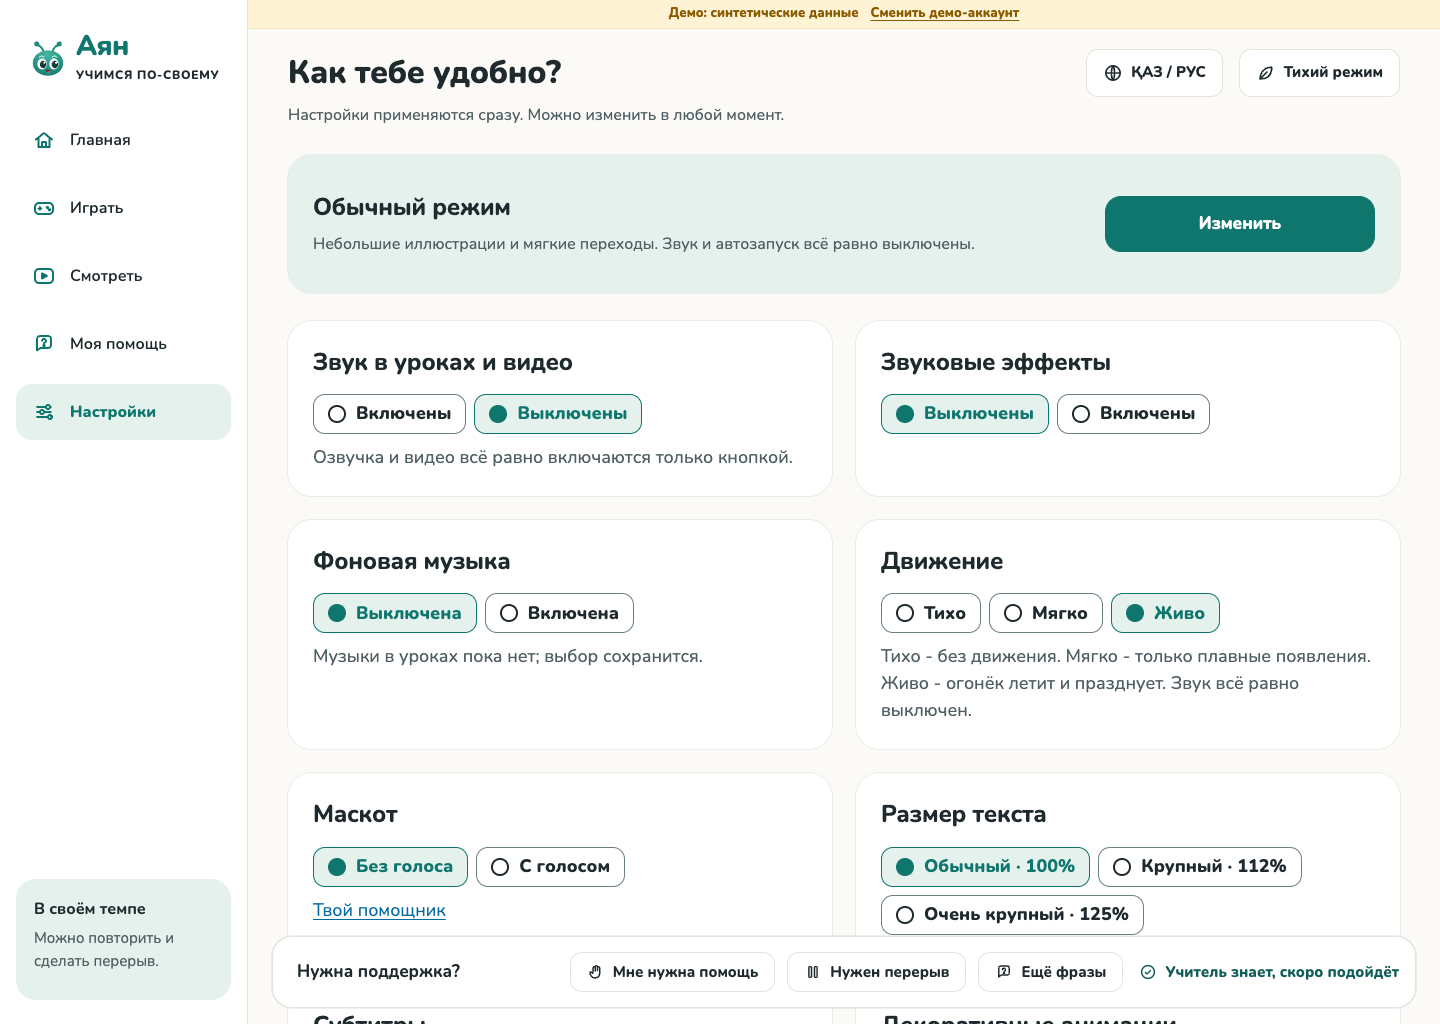 Демо: синтетические данные Сменить демо-аккаунт
Аян
УЧИМСЯ ПО-СВОЕМУ
Главная
Играть
Смотреть
Моя помощь
Настройки
В своём темпе
Можно повторить и
сделать перерыв.
Как тебе удобно?
ҚАЗ / РУС
Тихий режим
Настройки применяются сразу. Можно изменить в любой момент.
Обычный режим
Небольшие иллюстрации и мягкие переходы. Звук и автозапуск всё равно выключены.
Изменить
Звук в уроках и видео
Включены Выключены
Озвучка и видео всё равно включаются только кнопкой.
Звуковые эффекты
Выключены Включены
Фоновая музыка
Выключена Включена
Музыки в уроках пока нет; выбор сохранится.
Движение
Тихо Мягко Живо
Тихо - без движения. Мягко - только плавные появления.
Живо - огонёк летит и празднует. Звук всё равно
выключен.
Маскот
Без голоса С голосом
Твой помощник
Размер текста
Обычный · 100% Крупный · 112%
Очень крупный · 125%
Нужна поддержка?
Мне нужна помощь
Нужен перерыв
Ещё фразы
Учитель знает, скоро подойдёт
Субтитры
Декоративные анимации